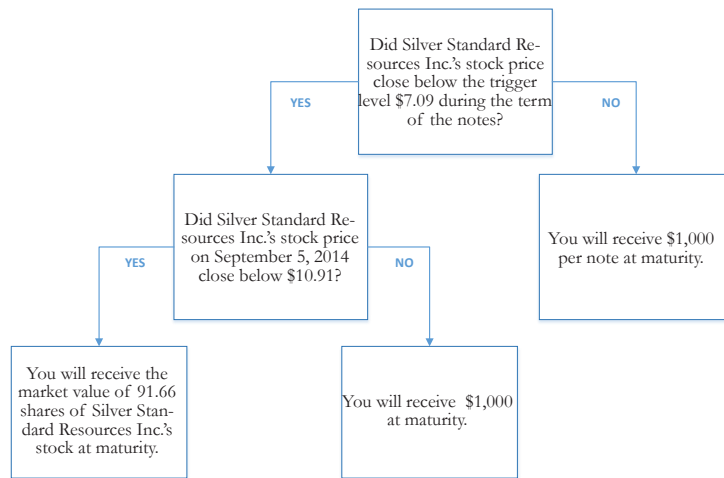 Did Silver Standard Re-
sources Inc.'s stock price
close below the trigger
level $7.09 during the term
of the notes?
YES
NO
Did Silver Standard Re-
sources Inc.'s stock price
on September 5, 2014
close below $10.91?
You will receive $1,000
per note at maturity.
YES
NO
You will receive the
market value of 91.66
shares of Silver Stan-
dard Resources Inc.'s
stock at maturity.
You will receive $1,000
at maturity.